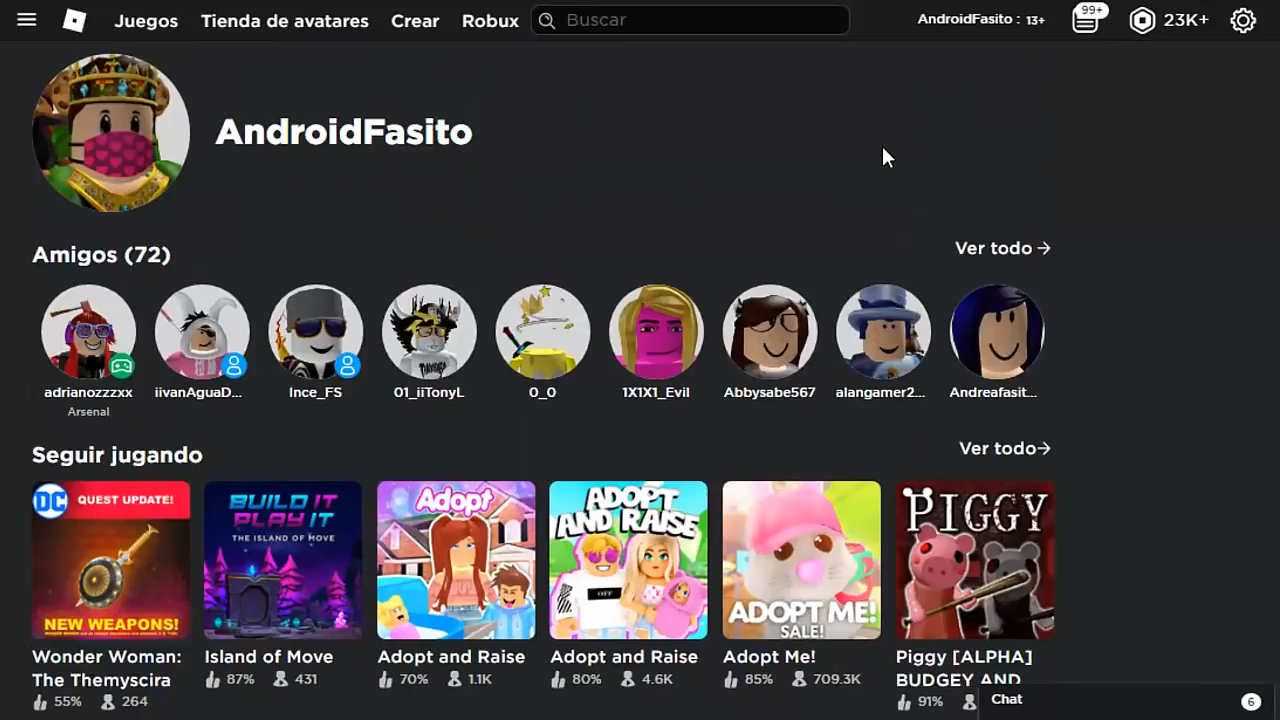 Juegos Tienda de avatares Crear Robux Buscar AndroidFasito : 13+ 99+ 23K+
AndroidFasito
Amigos (72) Ver todo →
adrianozzzxx iivanAguaD... Ince_FS 01_iiTonyL 0_0 1X1X1_Evil Abbysabe567 alangamer2... Andreafasit...
Arsenal
Seguir jugando Ver todo→
DC QUEST UPDATE!
NEW WEAPONS!
BUILD IT
PLAY IT
THE ISLAND OF MOVE
Adopt
ADOPT
AND RAISE
OFF
ADOPT ME!
SALE!
PIGGY
Wonder Woman:
The Themyscira
55% 264
Island of Move
87% 431
Adopt and Raise
70% 1.1K
Adopt and Raise
80% 4.6K
Adopt Me!
85% 709.3K
Piggy [ALPHA]
BUDGEY AND
91%
Chat 6